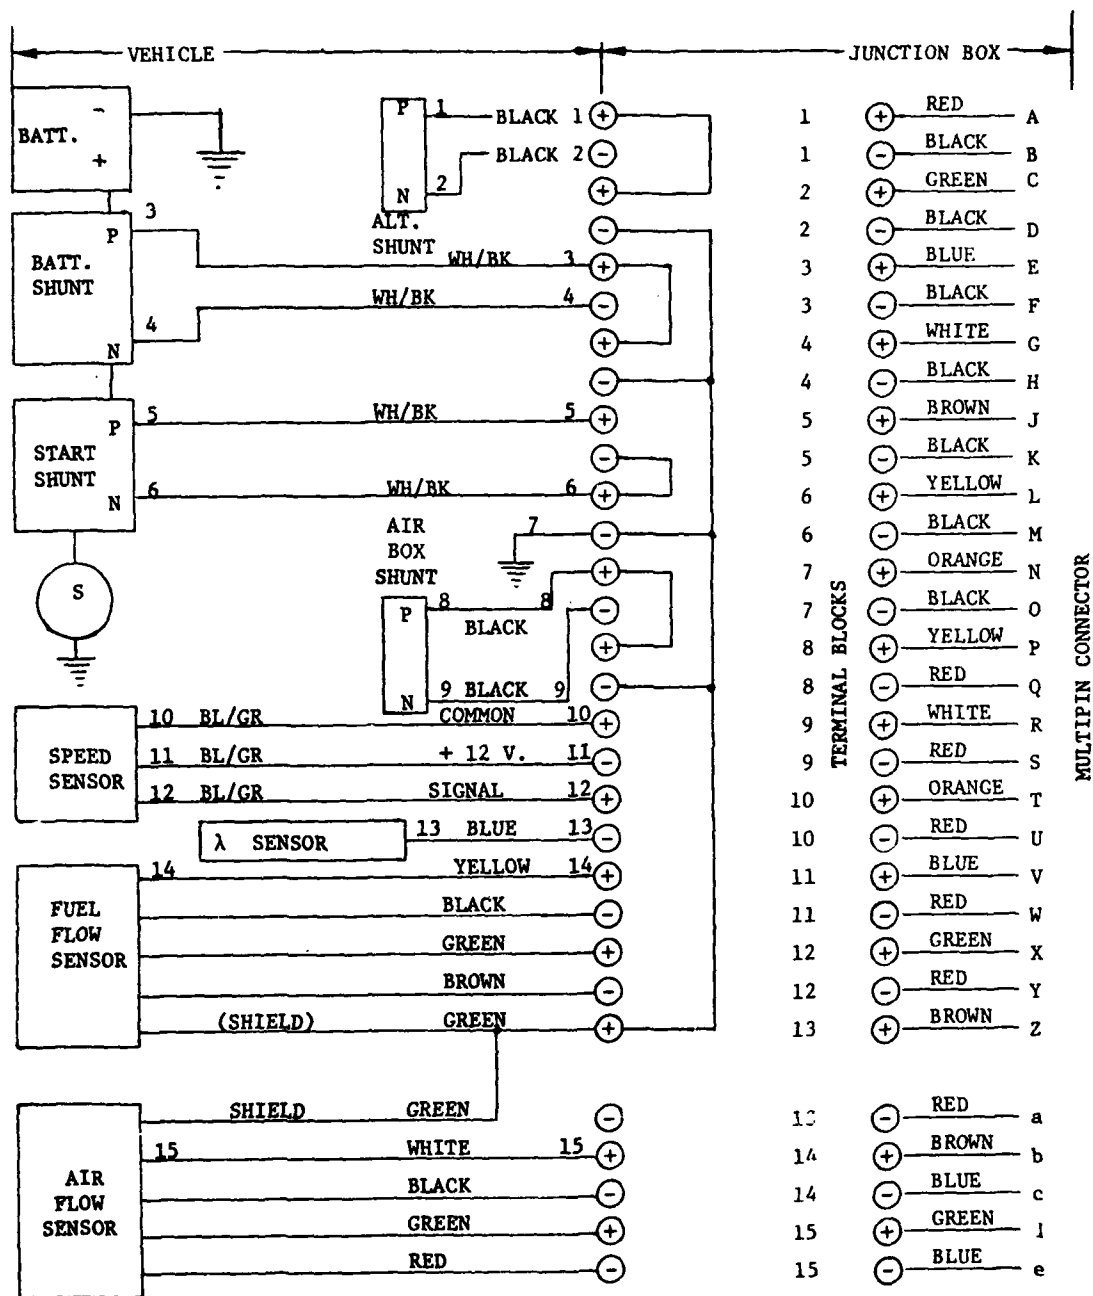 VEHICLE
JUNCTION BOX
BATT.
-
+
P 1 BLACK 1 +
BLACK 2 -
N 2 +
ALT.
SHUNT
-
3
P
BATT.
SHUNT
WH/BK 3 +
4 WH/BK 4 -
N +
-
5 WH/BK 5 +
P
START
SHUNT
-
N 6 WH/BK 6 +
7 -
AIR
BOX
SHUNT
S
+
P 8 8 -
BLACK
+
N 9 BLACK 9 -
10 BL/GR COMMON 10 +
SPEED
SENSOR
11 BL/GR + 12 V. 11 -
12 BL/GR SIGNAL 12 +
λ SENSOR 13 BLUE 13 -
14 YELLOW 14 +
FUEL
FLOW
SENSOR
BLACK -
GREEN +
BROWN -
(SHIELD) GREEN +
SHIELD GREEN -
15 WHITE 15 +
AIR
FLOW
SENSOR
BLACK -
GREEN +
RED -
1 + RED A
1 - BLACK B
2 + GREEN C
2 - BLACK D
3 + BLUE E
3 - BLACK F
4 + WHITE G
4 - BLACK H
5 + BROWN J
5 - BLACK K
6 + YELLOW L
6 - BLACK M
7 + ORANGE N
7 - BLACK O
8 + YELLOW P
8 - RED Q
9 + WHITE R
9 - RED S
10 + ORANGE T
10 - RED U
11 + BLUE V
11 - RED W
12 + GREEN X
12 - RED Y
13 + BROWN Z
- RED a
14 + BROWN b
14 - BLUE c
15 + GREEN
15 - BLUE e
TERMINAL BLOCKS
MULTIPIN CONNECTOR